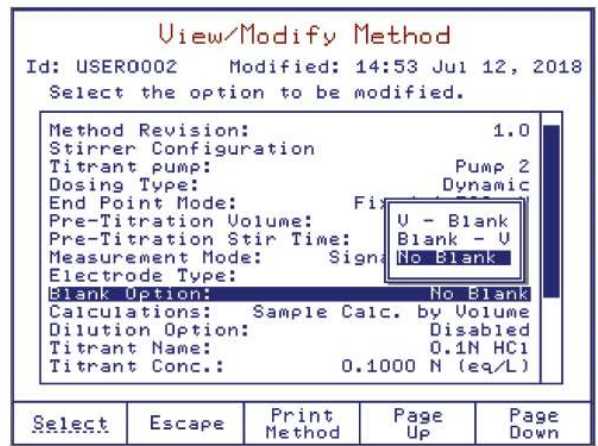 View/Modify Method
Id: USER0002 Modified: 14:53 Jul 12, 2018
Select the option to be modified.
Method Revision: 1.0
Stirrer Configuration
Titrant pump: Pump 2
Dosing Type: Dynamic
End Point Mode:
Pre-Titration Volume:
Pre-Titration Stir Time:
Measurement Mode:
Electrode Type:
V - Blank
Blank - V
No Blank
Blank Option: No Blank
Calculations: Sample Calc. by Volume
Dilution Option: Disabled
Titrant Name: 0.1N HCl
Titrant Conc.: 0.1000 N (eq/L)
Select Escape Print Method Page Up Page Down